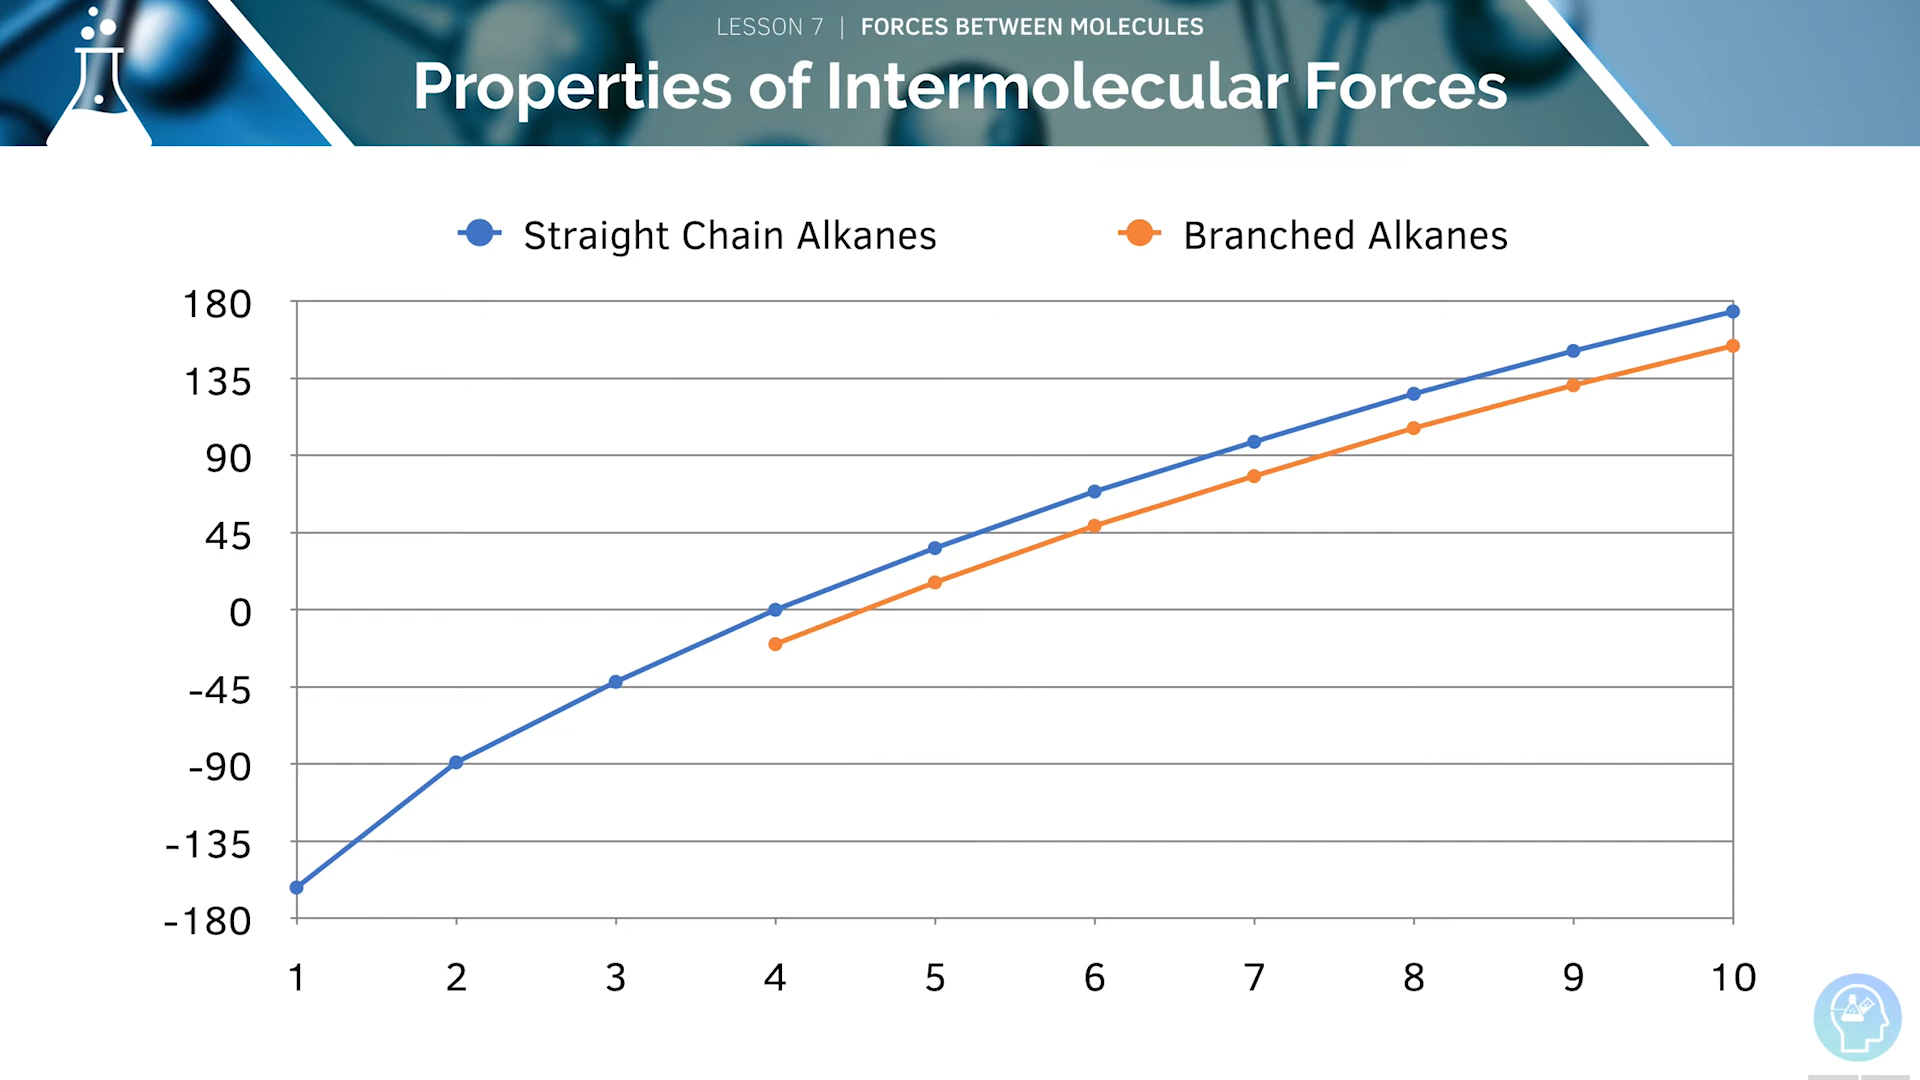 LESSON 7 | FORCES BETWEEN MOLECULES
Properties of Intermolecular Forces
Straight Chain Alkanes
Branched Alkanes
180
135
90
45
0
-45
-90
-135
-180
1 2 3 4 5 6 7 8 9 10